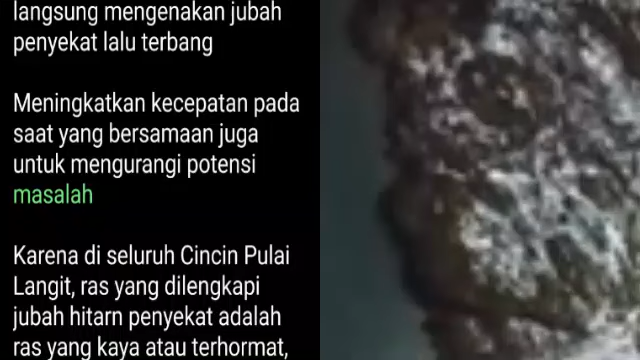 langsung mengenakan jubah
penyekat lalu terbang
Meningkatkan kecepatan pada
saat yang bersamaan juga
untuk mengurangi potensi
masalah
Karena di seluruh Cincin Pulai
Langit, ras yang dilengkapi
jubah hitarn penyekat adalah
ras yang kaya atau terhormat,